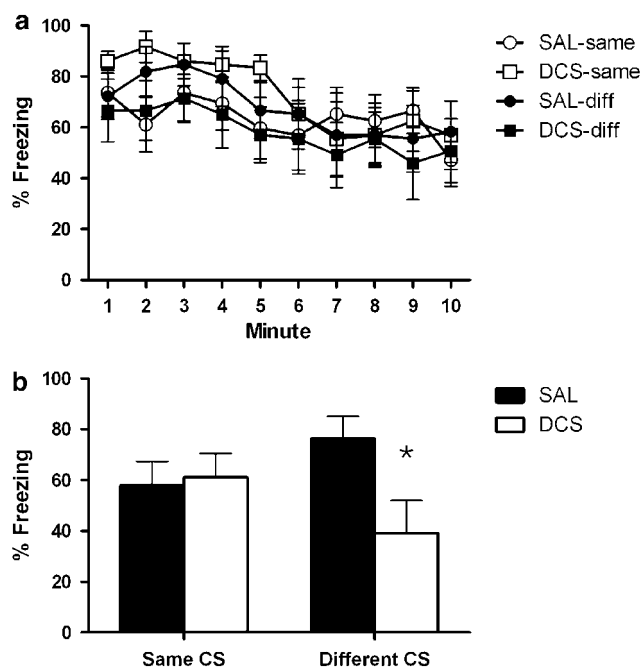 a
100
80
60
40
20
0
% Freezing
1 2 3 4 5 6 7 8 9 10
Minute
SAL-same
DCS-same
SAL-diff
DCS-diff
b
100
80
60
40
20
0
% Freezing
*
Same CS Different CS
SAL
DCS